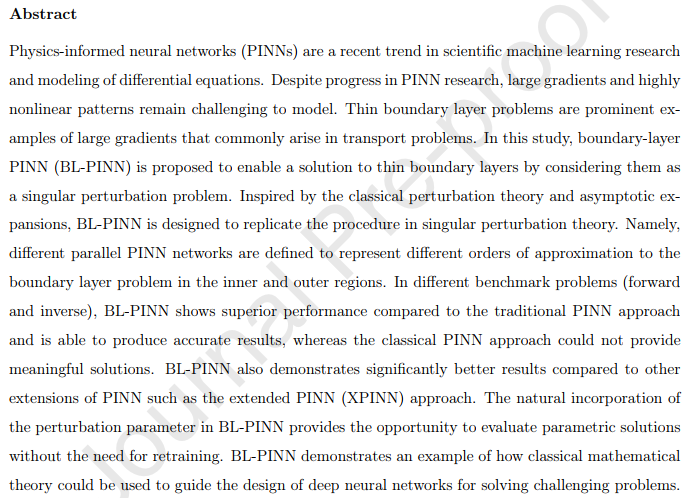 Abstract
Physics-informed neural networks (PINNs) are a recent trend in scientific machine learning research
and modeling of differential equations. Despite progress in PINN research, large gradients and highly
nonlinear patterns remain challenging to model. Thin boundary layer problems are prominent ex-
amples of large gradients that commonly arise in transport problems. In this study, boundary-layer
PINN (BL-PINN) is proposed to enable a solution to thin boundary layers by considering them as
a singular perturbation problem. Inspired by the classical perturbation theory and asymptotic ex-
pansions, BL-PINN is designed to replicate the procedure in singular perturbation theory. Namely,
different parallel PINN networks are defined to represent different orders of approximation to the
boundary layer problem in the inner and outer regions. In different benchmark problems (forward
and inverse), BL-PINN shows superior performance compared to the traditional PINN approach
and is able to produce accurate results, whereas the classical PINN approach could not provide
meaningful solutions. BL-PINN also demonstrates significantly better results compared to other
extensions of PINN such as the extended PINN (XPINN) approach. The natural incorporation of
the perturbation parameter in BL-PINN provides the opportunity to evaluate parametric solutions
without the need for retraining. BL-PINN demonstrates an example of how classical mathematical
theory could be used to guide the design of deep neural networks for solving challenging problems.
Journal Pre-proof